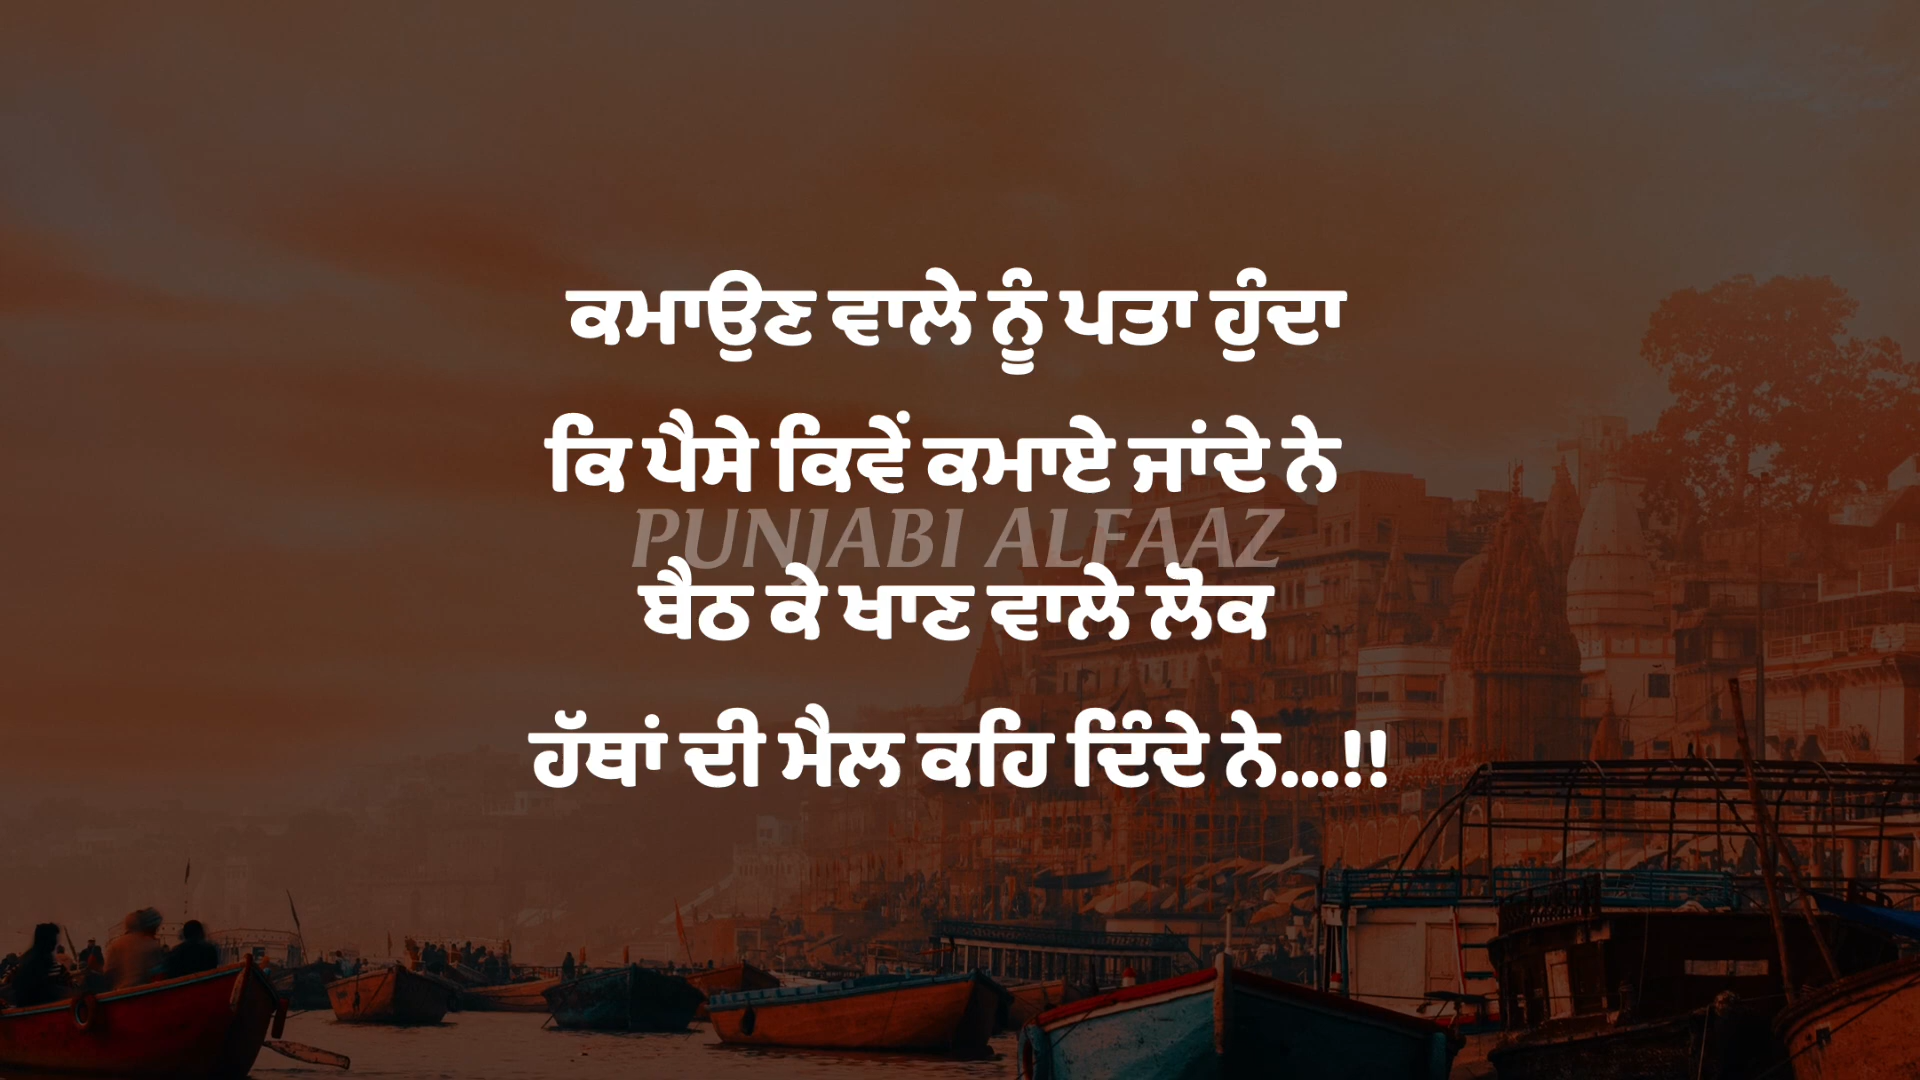 ਕਮਾਉਣ ਵਾਲੇ ਨੂੰ ਪਤਾ ਹੁੰਦਾ
ਕਿ ਪੈਸੇ ਕਿਵੇਂ ਕਮਾਏ ਜਾਂਦੇ ਨੇ
PUNJABI ALFAAZ
ਬੈਠ ਕੇ ਖਾਣ ਵਾਲੇ ਲੋਕ
ਹੱਥਾਂ ਦੀ ਮੈਲ ਕਹਿ ਦਿੰਦੇ ਨੇ...!!